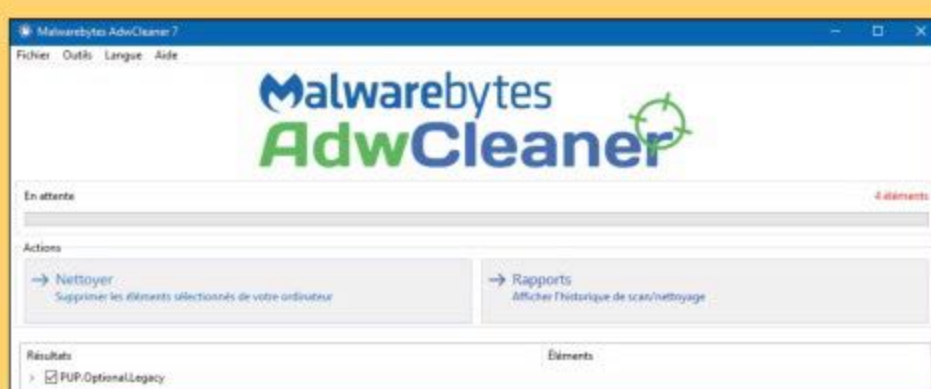 Malwarebytes AdwCleaner 7
Fichier Outils Langue Aide
Malwarebytes
AdwCleaner
En attente 4 éléments
Actions
→ Nettoyer
Supprimer les éléments sélectionnés de votre ordinateur
→ Rapports
Afficher l'historique de scan/nettoyage
Résultats Éléments
PUP.Optional.Legacy